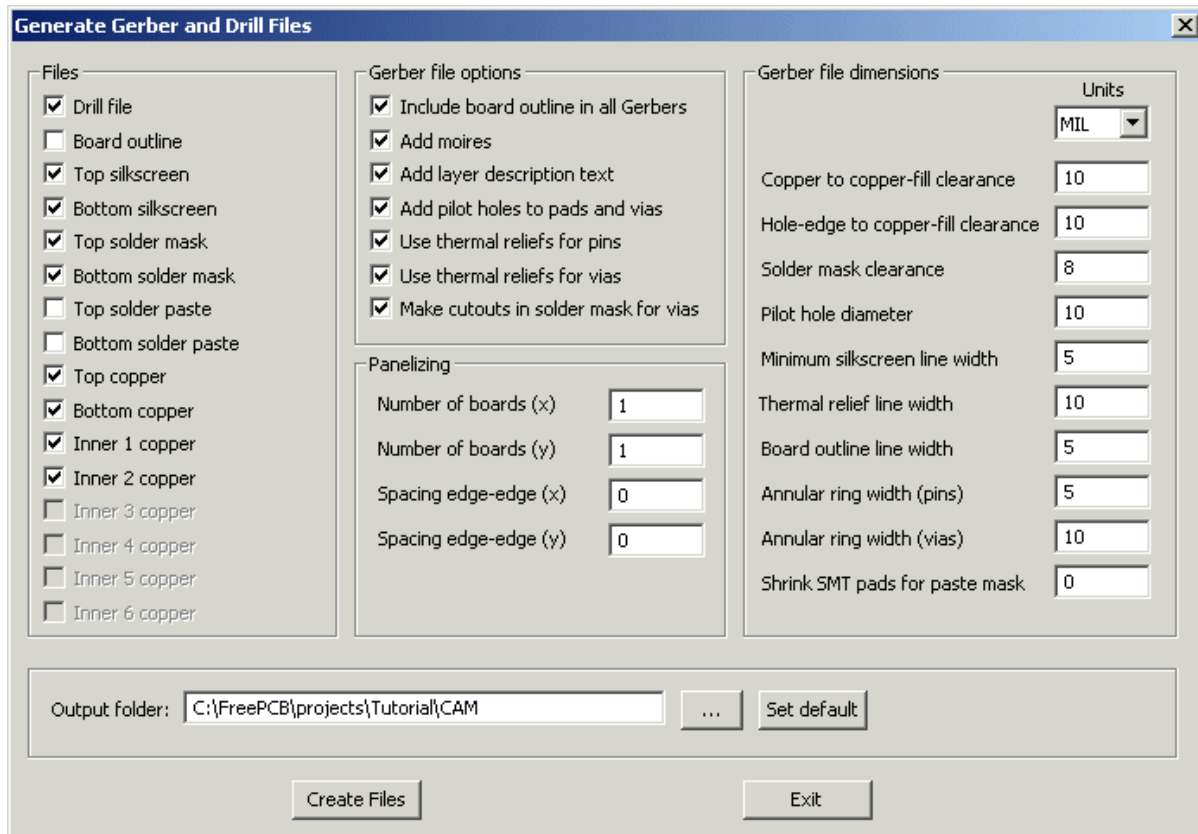 Generate Gerber and Drill Files
Files
Drill file
Board outline
Top silkscreen
Bottom silkscreen
Top solder mask
Bottom solder mask
Top solder paste
Bottom solder paste
Top copper
Bottom copper
Inner 1 copper
Inner 2 copper
Inner 3 copper
Inner 4 copper
Inner 5 copper
Inner 6 copper
Gerber file options
Include board outline in all Gerbers
Add moires
Add layer description text
Add pilot holes to pads and vias
Use thermal reliefs for pins
Use thermal reliefs for vias
Make cutouts in solder mask for vias
Panelizing
Number of boards (x) 1
Number of boards (y) 1
Spacing edge-edge (x) 0
Spacing edge-edge (y) 0
Gerber file dimensions
Units
MIL
Copper to copper-fill clearance 10
Hole-edge to copper-fill clearance 10
Solder mask clearance 8
Pilot hole diameter 10
Minimum silkscreen line width 5
Thermal relief line width 10
Board outline line width 5
Annular ring width (pins) 5
Annular ring width (vias) 10
Shrink SMT pads for paste mask 0
Output folder: C:\FreePCB\projects\Tutorial\CAM ... Set default
Create Files Exit